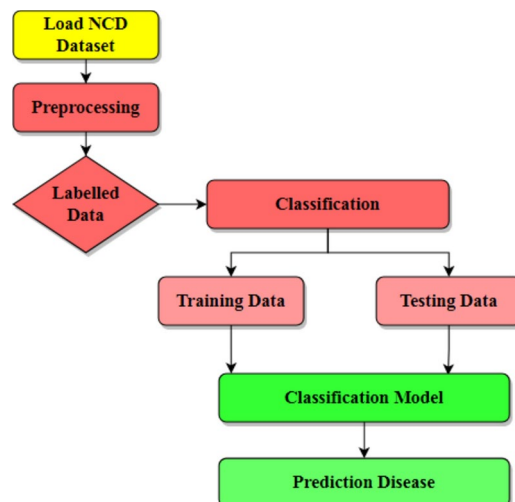 Load NCD
Dataset
Preprocessing
Labelled
Data
Classification
Training Data
Testing Data
Classification Model
Prediction Disease